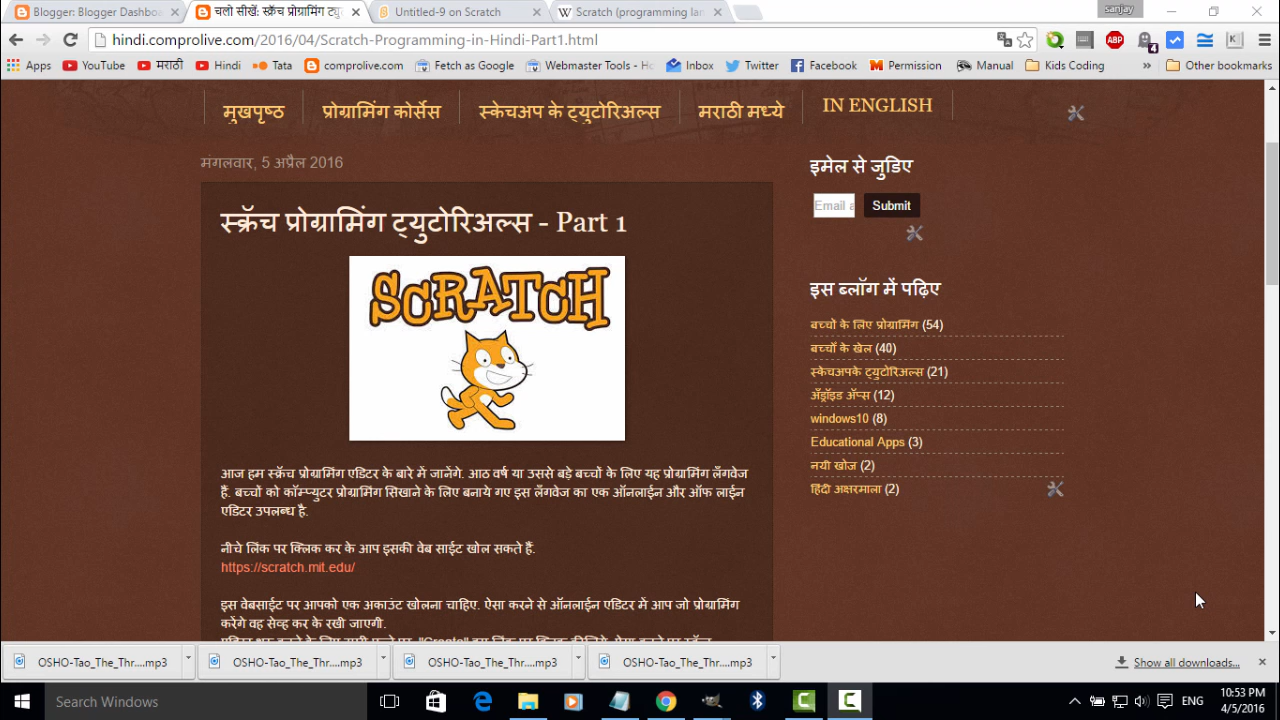 Blogger: Blogger Dashbo
चलो सीखें: स्क्रॅच प्रोग्रामिंग ट्यु
Untitled-9 on Scratch
Scratch (programming lan
sanjay
hindi.comprolive.com/2016/04/Scratch-Programming-in-Hindi-Part1.html
ABP
4
Apps
YouTube
मराठी
Hindi
Tata
comprolive.com
Fetch as Google
Webmaster Tools - Ho
Inbox
Twitter
Facebook
Permission
Manual
Kids Coding
»
Other bookmarks
मुखपृष्ठ
प्रोग्रामिंग कोर्सेस
स्केचअप के ट्युटोरिअल्स
मराठी मध्ये
IN ENGLISH
मंगलवार, 5 अप्रैल 2016
स्क्रॅच प्रोग्रामिंग ट्युटोरिअल्स - Part 1
SCRATCH
आज हम स्क्रॅच प्रोग्रामिंग एडिटर के बारे में जानेंगे. आठ वर्ष या उससे बड़े बच्चों के लिए यह प्रोग्रामिंग लँगवेज
हैं. बच्चों को कॉम्प्युटर प्रोग्रामिंग सिखाने के लिए बनाये गए इस लँगवेज का एक ऑनलाईन और ऑफ लाईन
एडिटर उपलब्ध है.
नीचे लिंक पर क्लिक कर के आप इसकी वेब साईट खोल सकते हैं.
https://scratch.mit.edu/
इस वेबसाईट पर आपको एक अकाउंट खोलना चाहिए. ऐसा करने से ऑनलाईन एडिटर में आप जो प्रोग्रामिंग
करेंगे वह सेव्ह कर के रखी जाएगी.
इमेल से जुडिए
Email a
Submit
इस ब्लॉग में पढ़िए
बच्चो के लिए प्रोग्रामिंग (54)
बच्चोँ के खेल (40)
स्केचअपके ट्युटोरिअल्स (21)
अँड्रॉइड अ‍ॅप्स (12)
windows10 (8)
Educational Apps (3)
नयी खोज (2)
हिंदी अक्षरमाला (2)
OSHO-Tao_The_Thr....mp3
OSHO-Tao_The_Thr....mp3
OSHO-Tao_The_Thr....mp3
OSHO-Tao_The_Thr....mp3
Show all downloads...
Search Windows
ENG
10:53 PM
4/5/2016